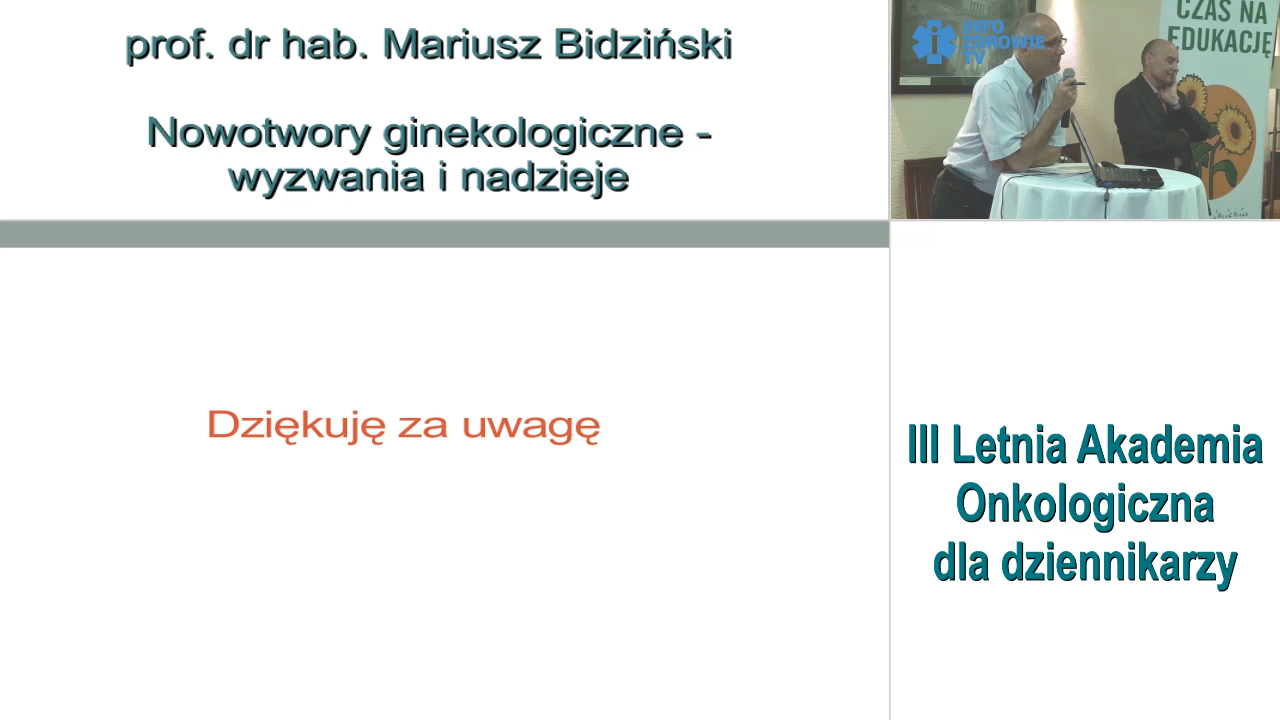 prof. dr hab. Mariusz Bidziński
Nowotwory ginekologiczne -
wyzwania i nadzieje
INFO
ZDROWIE
TV
CZAS NA
EDUKACJĘ
Dziękuję za uwagę
III Letnia Akademia
Onkologiczna
dla dziennikarzy